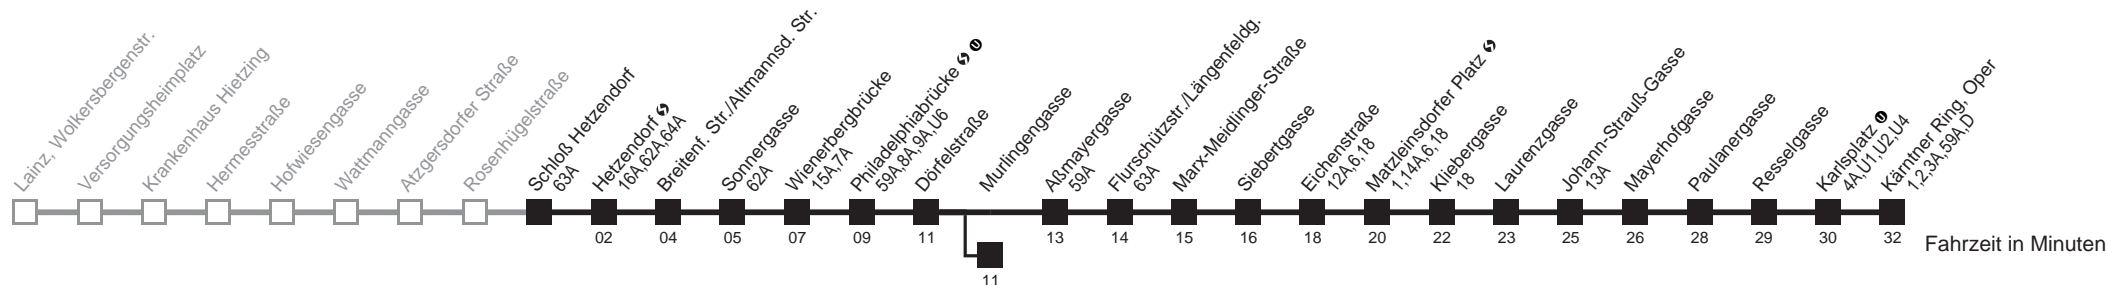 Lainz, Wolkersbergenstr.
Versorgungsheimplatz
Krankenhaus Hietzing
Hermesstraße
Hofwiesengasse
Wattmanngasse
Atzgersdorfer Straße
Rosenhügelstraße
Schloß Hetzendorf
63A
Hetzendorf S
16A,62A,64A
Breitenf. Str./Altmannsd. Str.
Sonnergasse
62A
Wienerbergbrücke
15A,7A
Philadelphiabrücke S U
59A,8A,9A,U6
Dörfelstraße
Murlingengasse
Aßmayergasse
59A
Flurschützstr./Längenfeldg.
63A
Marx-Meidlinger-Straße
Siebertgasse
Eichenstraße
12A,6,18
Matzleinsdorfer Platz S
1,14A,6,18
Kliebergasse
18
Laurenzgasse
Johann-Strauß-Gasse
13A
Mayerhofgasse
Paulanergasse
Resselgasse
Karlsplatz U
4A,U1,U2,U4
Kärntner Ring, Oper
1,2,3A,59A,D
02 04 05 07 09 11 13 14 15 16 18 20 22 23 25 26 28 29 30 32
Fahrzeit in Minuten
11